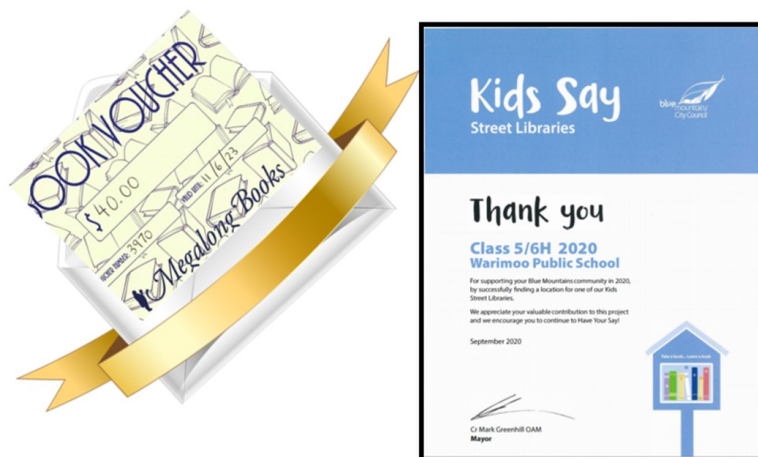 BOOK VOUCHER
$40.00
VALID UNTIL: 11/6/23
VOUCHER NUMBER: 3970
Megalong Books
Kids Say
Street Libraries
blue mountains
City Council
Thank you
Class 5/6H 2020
Warimoo Public School
For supporting your Blue Mountains community in 2020,
by successfully finding a location for one of our Kids
Street Libraries.
We appreciate your valuable contribution to this project
and we encourage you to continue to Have Your Say!
September 2020
Take a book... Leave a book
Cr Mark Greenhill OAM
Mayor